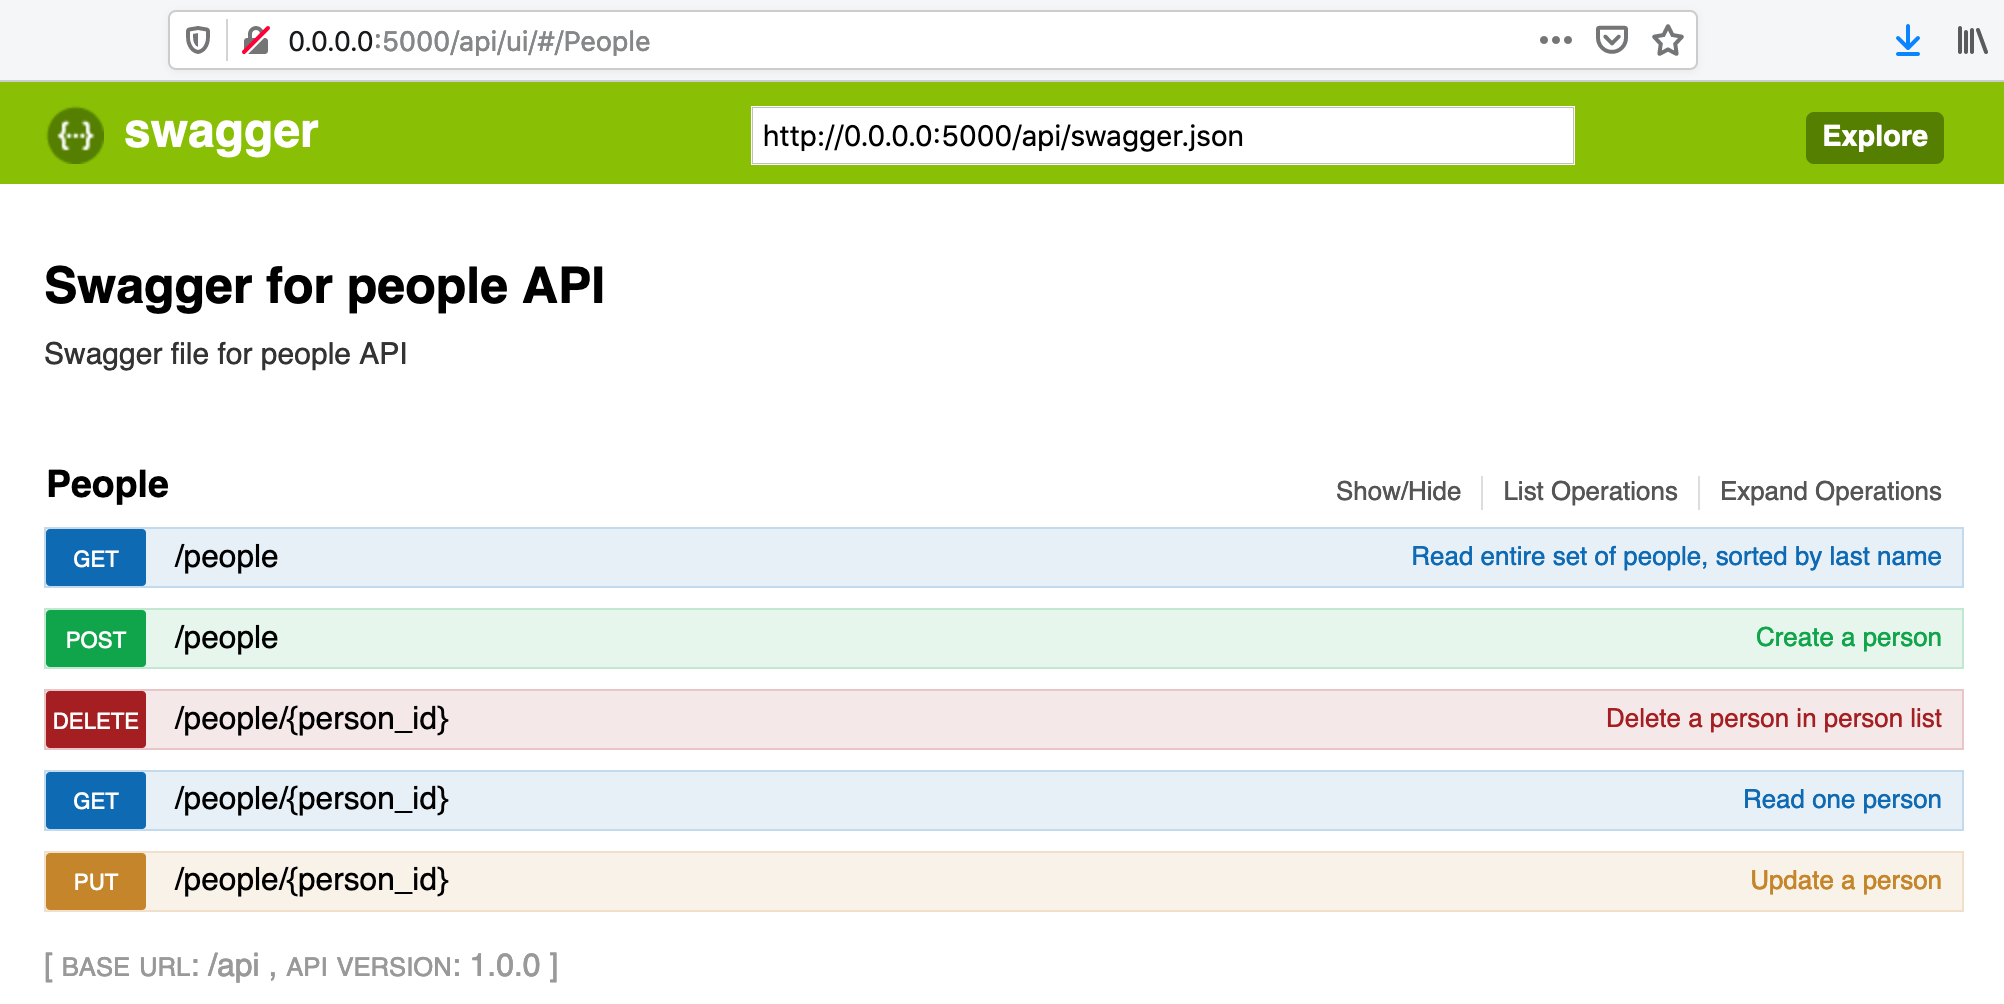 0.0.0.0:5000/api/ui/#/People
{···} swagger
http://0.0.0.0:5000/api/swagger.json
Explore
Swagger for people API
Swagger file for people API
People
Show/Hide
List Operations
Expand Operations
GET /people Read entire set of people, sorted by last name
POST /people Create a person
DELETE /people/{person_id} Delete a person in person list
GET /people/{person_id} Read one person
PUT /people/{person_id} Update a person
[ BASE URL: /api , API VERSION: 1.0.0 ]